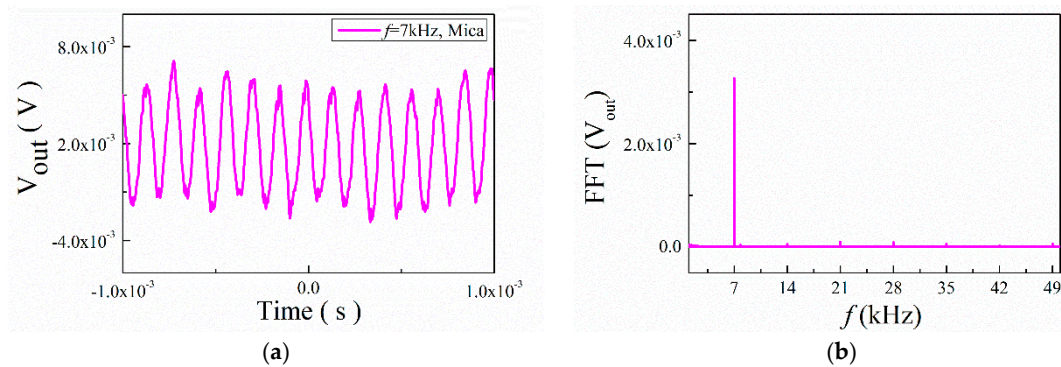 f=7kHz, Mica
8.0x10⁻³
2.0x10⁻³
-4.0x10⁻³
Vout ( V )
-1.0x10⁻³ 0.0 1.0x10⁻³
Time ( s )
(a)
4.0x10⁻³
2.0x10⁻³
0.0
FFT (Vout)
7 14 21 28 35 42 49
f (kHz)
(b)